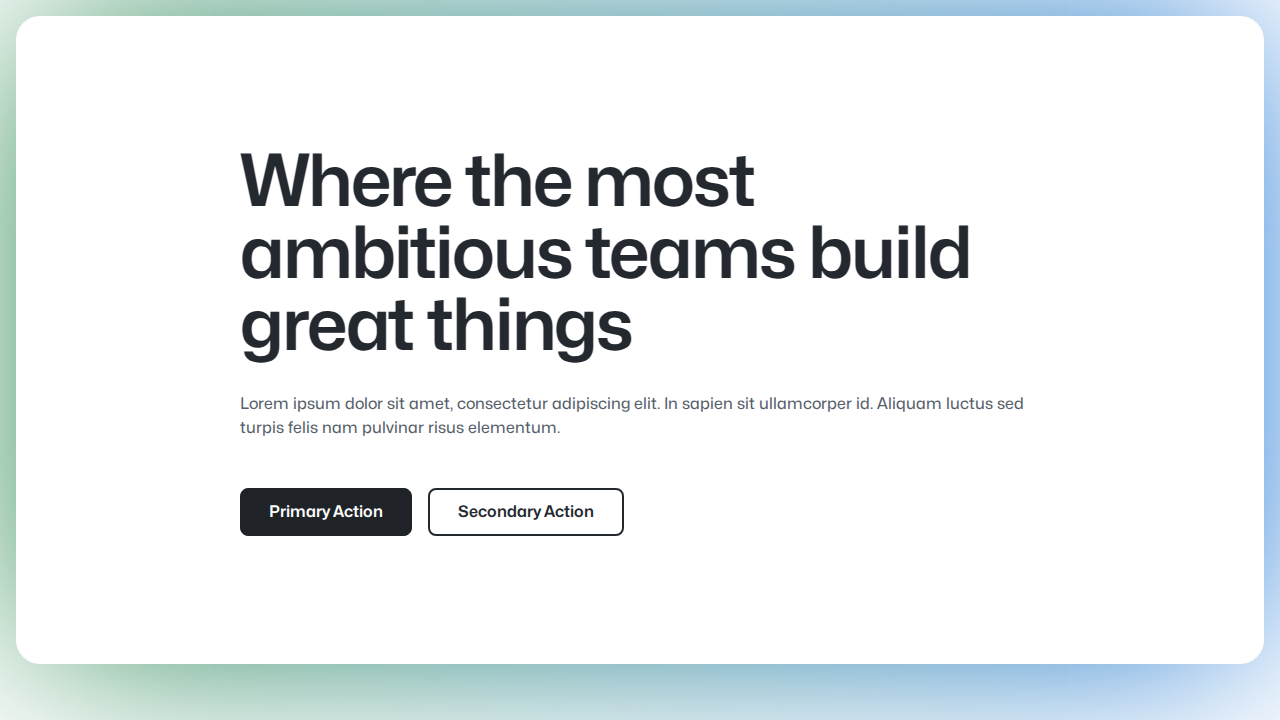 Where the most
ambitious teams build
great things
Lorem ipsum dolor sit amet, consectetur adipiscing elit. In sapien sit ullamcorper id. Aliquam luctus sed
turpis felis nam pulvinar risus elementum.
Primary Action
Secondary Action